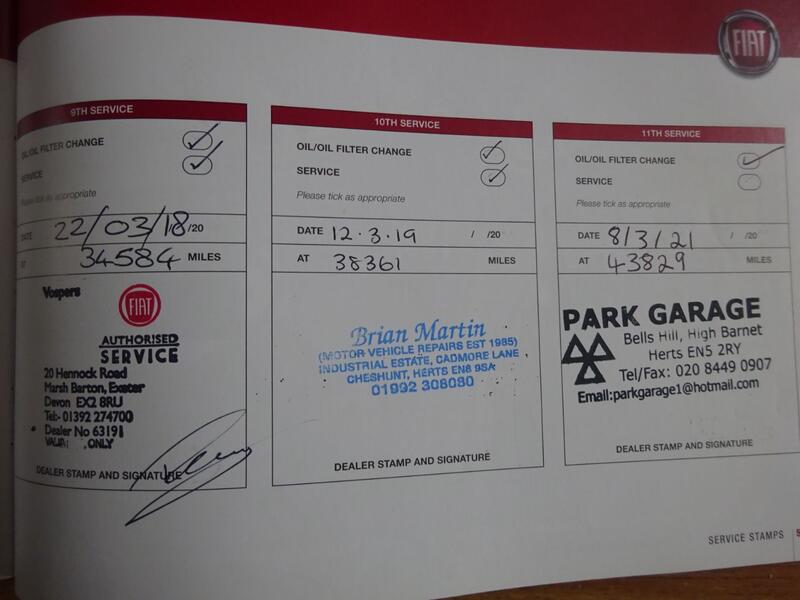 FIAT
9TH SERVICE
OIL/OIL FILTER CHANGE
SERVICE
Please tick as appropriate
DATE 22/03/18/20
AT 34584 MILES
Vospers
FIAT
AUTHORISED
SERVICE
20 Hennock Road
Marsh Barton, Exeter
Devon EX2 8RU
Tel:- 01392 274700
Dealer No 63191
ONLY
DEALER STAMP AND SIGNATURE
10TH SERVICE
OIL/OIL FILTER CHANGE
SERVICE
Please tick as appropriate
DATE 12.3.19 / /20
AT 38361 MILES
Brian Martin
(MOTOR VEHICLE REPAIRS EST 1985)
INDUSTRIAL ESTATE, CADMORE LANE
CHESHUNT, HERTS EN8 9SA
01992 308080
DEALER STAMP AND SIGNATURE
11TH SERVICE
OIL/OIL FILTER CHANGE
SERVICE
Please tick as appropriate
DATE 8/3/21 / /20
AT 43829 MILES
PARK GARAGE
Bells Hill, High Barnet
Herts EN5 2RY
Tel/Fax: 020 8449 0907
Email:parkgarage1@hotmail.com
DEALER STAMP AND SIGNATURE
SERVICE STAMPS